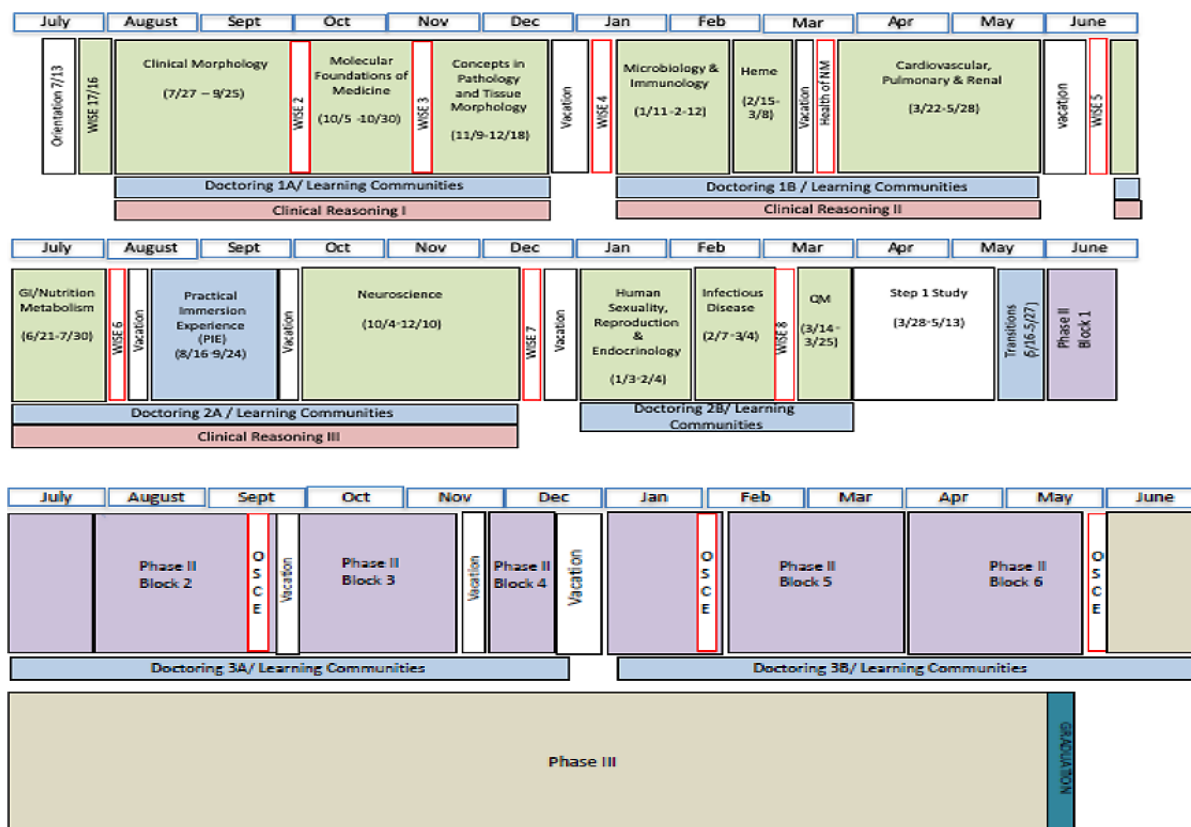 July August Sept Oct Nov Dec Jan Feb Mar Apr May June
Orientation 7/13
WISE 17/16
Clinical Morphology
(7/27 – 9/25)
WISE 2
Molecular
Foundations of
Medicine
(10/5 -10/30)
WISE 3
Concepts in
Pathology
and Tissue
Morphology
(11/9-12/18)
Vacation
WISE 4
Microbiology &
Immunology
(1/11-2-12)
Heme
(2/15-
3/8)
Vacation
Health of NM
Cardiovascular,
Pulmonary & Renal
(3/22-5/28)
vacation
WISE 5
Doctoring 1A/ Learning Communities
Doctoring 1B / Learning Communities
Clinical Reasoning I
Clinical Reasoning II
July August Sept Oct Nov Dec Jan Feb Mar Apr May June
GI/Nutrition
Metabolism
(6/21-7/30)
WISE 6
Vacation
Practical
Immersion
Experience
(PIE)
(8/16-9/24)
Vacation
Neuroscience
(10/4-12/10)
WISE 7
Vacation
Human
Sexuality,
Reproduction
&
Endocrinology
(1/3-2/4)
Infectious
Disease
(2/7-3/4)
WISE 8
QM
(3/14-
3/25)
Step 1 Study
(3/28-5/13)
Transitions
Phase II
Block 1
Doctoring 2A / Learning Communities
Doctoring 2B/ Learning
Communities
Clinical Reasoning III
July August Sept Oct Nov Dec Jan Feb Mar Apr May June
Phase II
Block 2
OSCE
Vacation
Phase II
Block 3
Vacation
Phase II
Block 4
Vacation
OSCE
Phase II
Block 5
Phase II
Block 6
OSCE
Doctoring 3A/ Learning Communities
Doctoring 3B/ Learning Communities
Phase III
GRADUATION